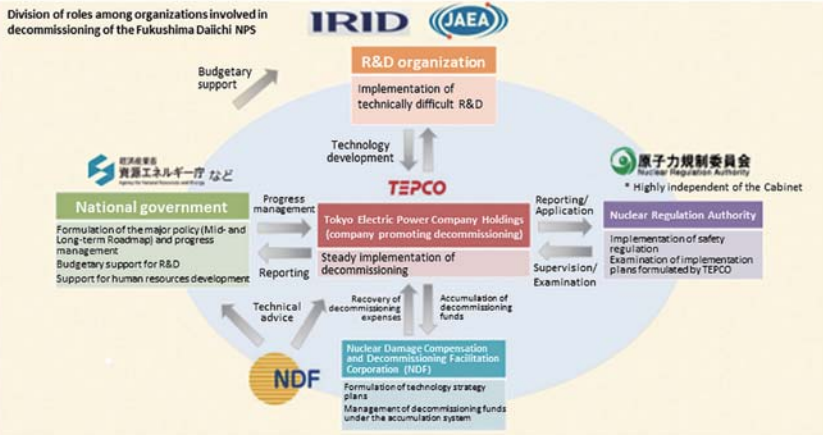 Division of roles among organizations involved in
decommissioning of the Fukushima Daiichi NPS
IRID
JAEA
R&D organization
Implementation of
technically difficult R&D
Budgetary
support
Technology
development
経済産業省
資源エネルギー庁 など
Agency for Natural Resources and Energy
TEPCO
原子力規制委員会
Nuclear Regulation Authority
* Highly independent of the Cabinet
National government
Formulation of the major policy (Mid- and
Long-term Roadmap) and progress
management
Budgetary support for R&D
Support for human resources development
Progress
management
Reporting
Tokyo Electric Power Company Holdings
(company promoting decommissioning)
Steady implementation of
decommissioning
Reporting/
Application
Supervision/
Examination
Nuclear Regulation Authority
Implementation of safety
regulation
Examination of implementation
plans formulated by TEPCO
Technical
advice
Recovery of
decommissioning
expenses
Accumulation of
decommissioning
funds
NDF
Nuclear Damage Compensation
and Decommissioning Facilitation
Corporation (NDF)
Formulation of technology strategy
plans
Management of decommissioning funds
under the accumulation system